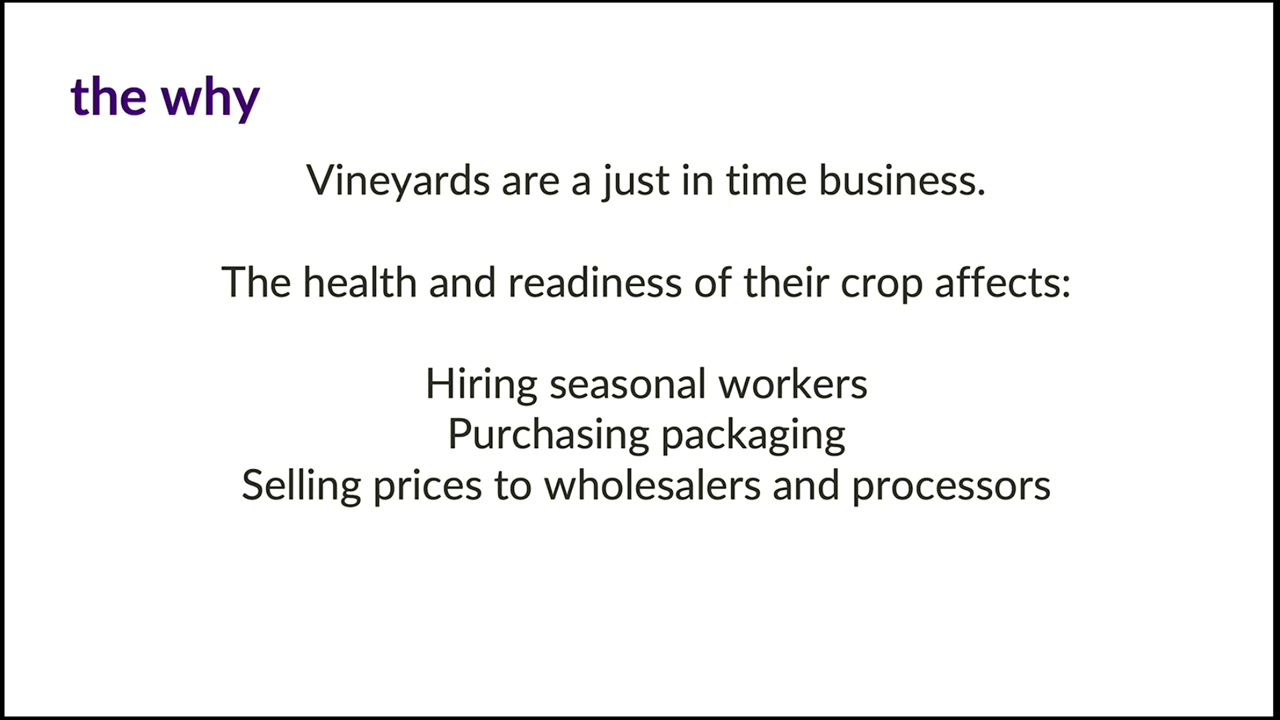 the why
Vineyards are a just in time business.
The health and readiness of their crop affects:
Hiring seasonal workers
Purchasing packaging
Selling prices to wholesalers and processors